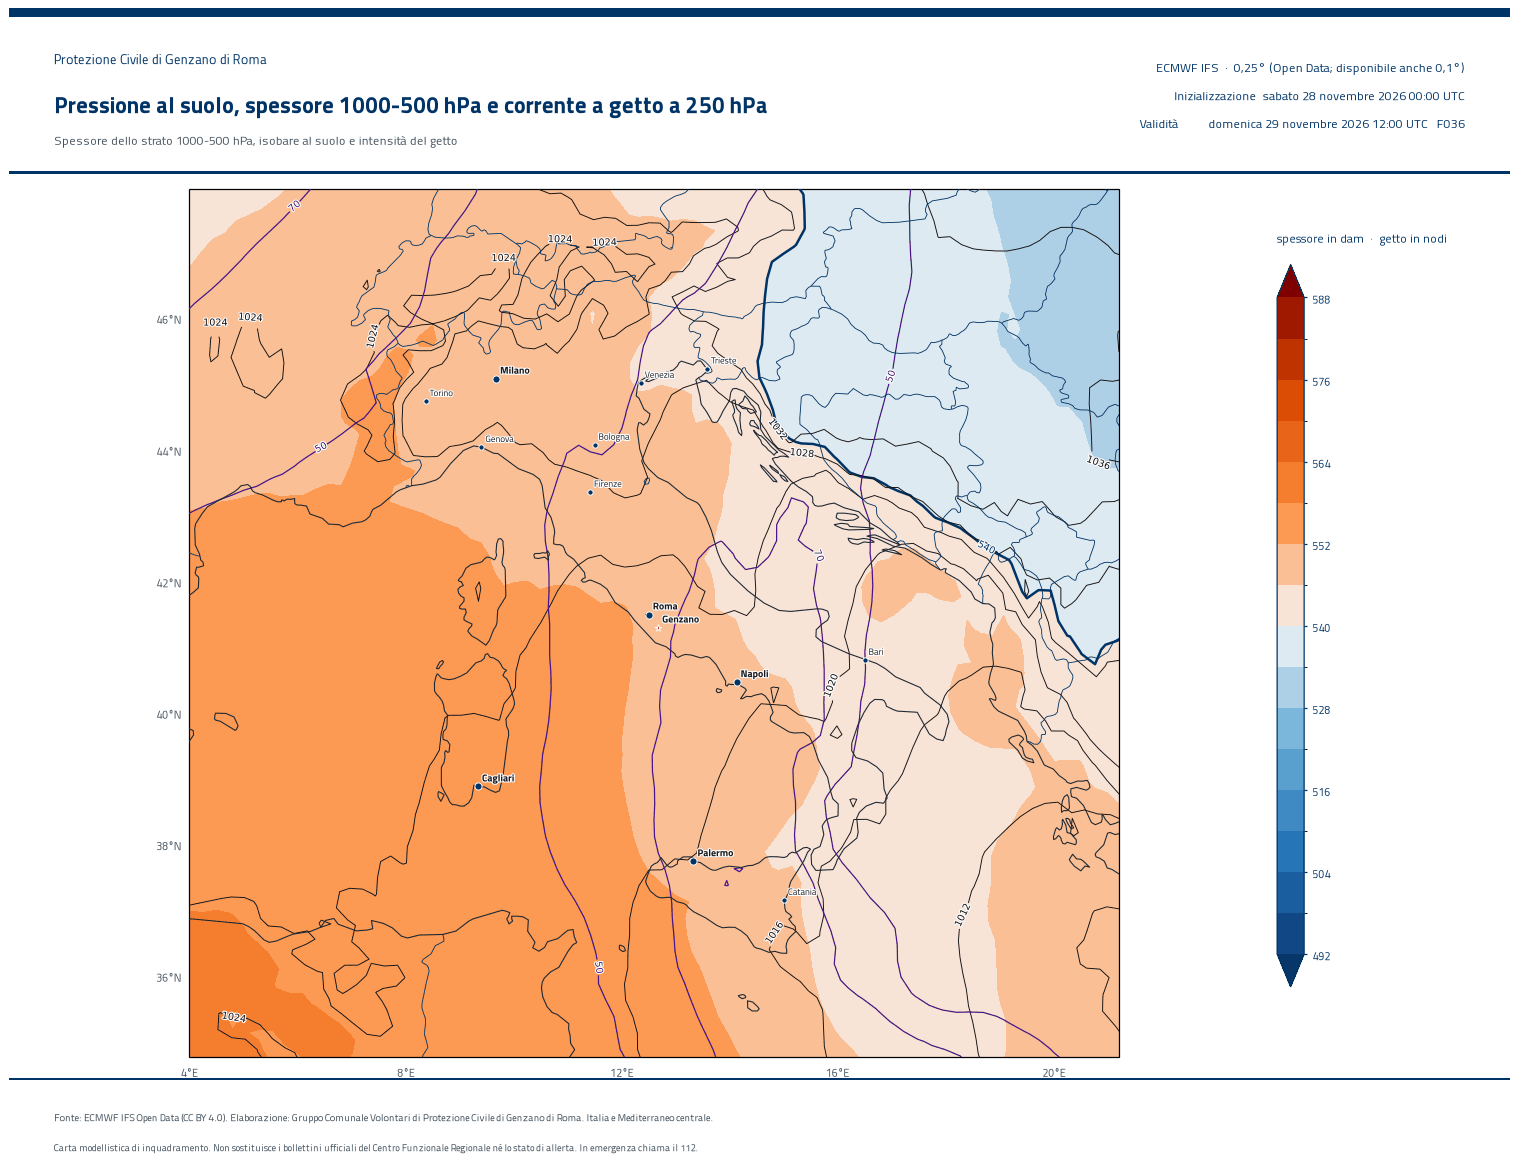 Protezione Civile di Genzano di Roma
Pressione al suolo, spessore 1000-500 hPa e corrente a getto a 250 hPa
Spessore dello strato 1000-500 hPa, isobare al suolo e intensità del getto
ECMWF IFS · 0,25° (Open Data; disponibile anche 0,1°)
Inizializzazione sabato 28 novembre 2026 00:00 UTC
Validità domenica 29 novembre 2026 12:00 UTC F036
spessore in dam · getto in nodi
588
576
564
552
540
528
516
504
492
46°N
44°N
42°N
40°N
38°N
36°N
4°E
8°E
12°E
16°E
20°E
70
1024
1024
1024
1024
1024
1024
50
Milano
Torino
Genova
Bologna
Firenze
Venezia
Trieste
50
1032
1028
1036
540
70
Roma
Genzano
Napoli
Bari
1020
Cagliari
Palermo
Catania
1016
1012
50
1024
Fonte: ECMWF IFS Open Data (CC BY 4.0). Elaborazione: Gruppo Comunale Volontari di Protezione Civile di Genzano di Roma. Italia e Mediterraneo centrale.
Carta modellistica di inquadramento. Non sostituisce i bollettini ufficiali del Centro Funzionale Regionale né lo stato di allerta. In emergenza chiama il 112.